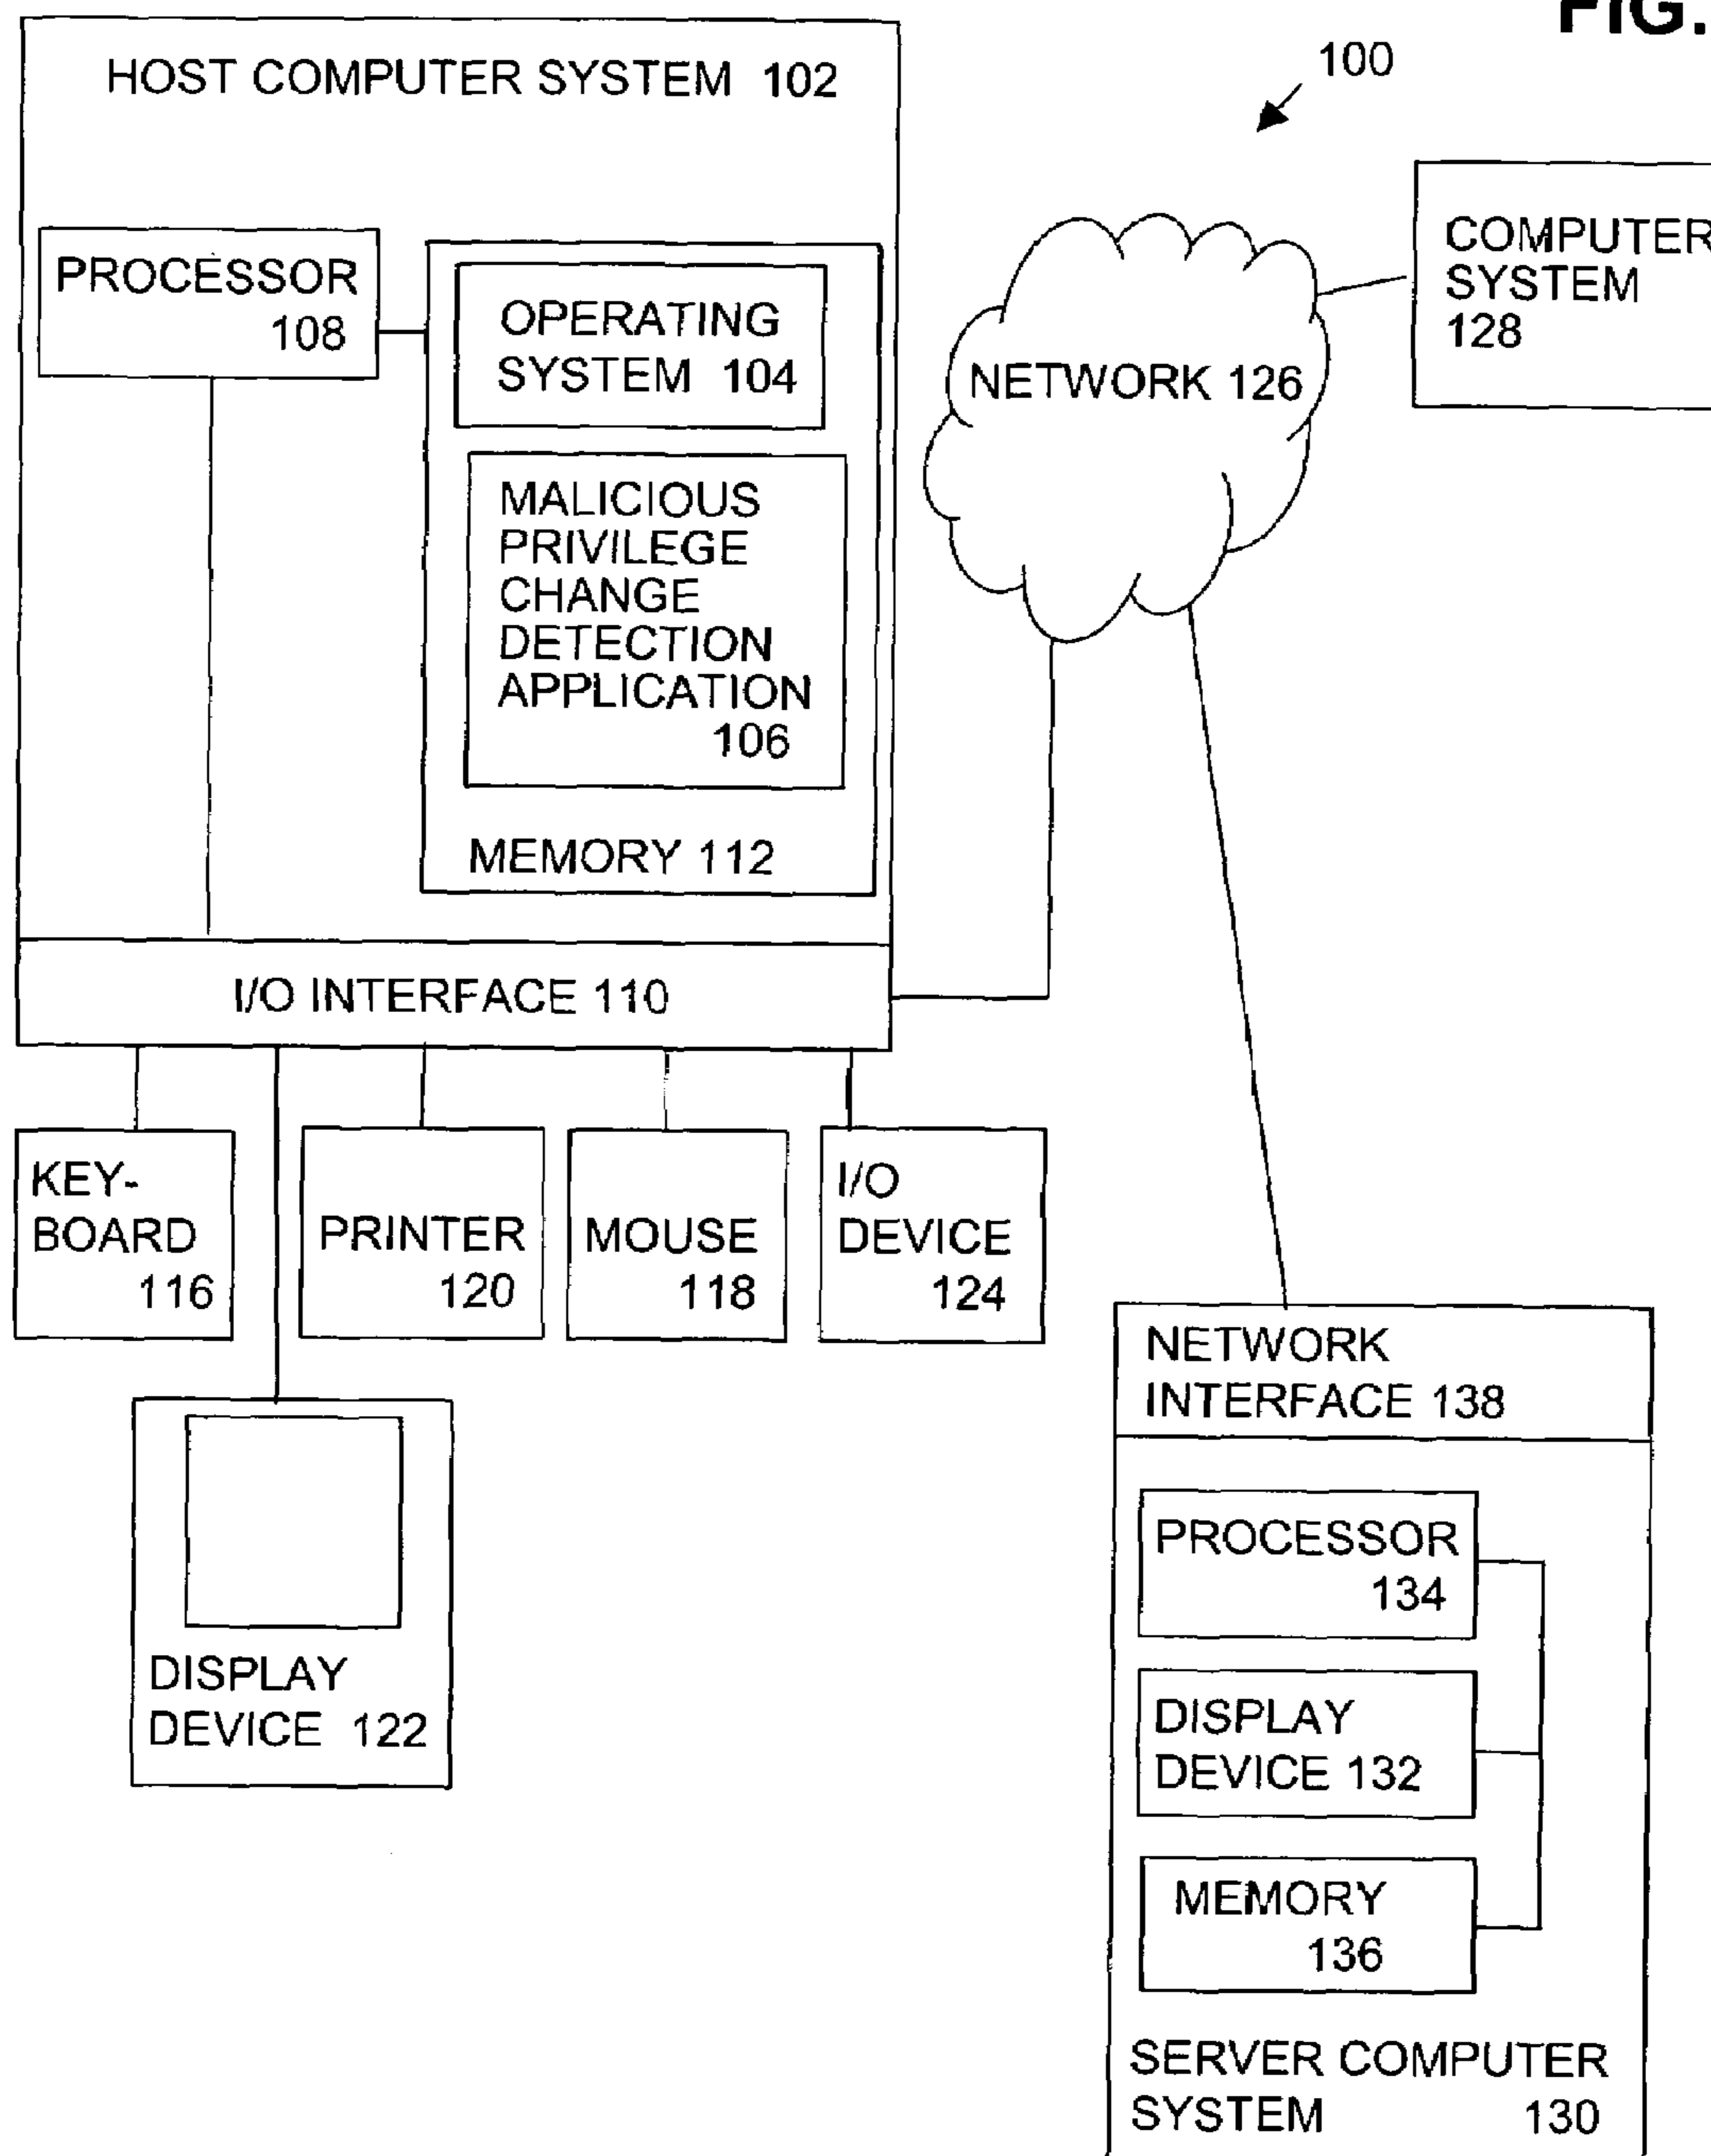 FIG.
100
HOST COMPUTER SYSTEM 102
PROCESSOR
108
OPERATING
SYSTEM 104
MALICIOUS
PRIVILEGE
CHANGE
DETECTION
APPLICATION
106
MEMORY 112
I/O INTERFACE 110
NETWORK 126
COMPUTER
SYSTEM
128
KEY-
BOARD
116
PRINTER
120
MOUSE
118
I/O
DEVICE
124
DISPLAY
DEVICE 122
NETWORK
INTERFACE 138
PROCESSOR
134
DISPLAY
DEVICE 132
MEMORY
136
SERVER COMPUTER
SYSTEM 130